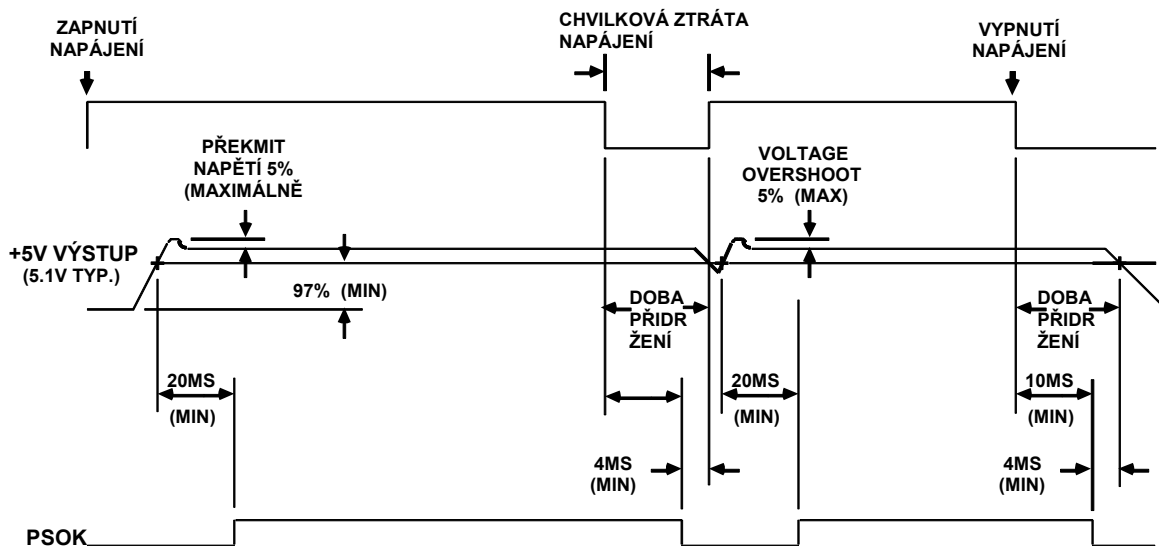 ZAPNUTÍ
NAPÁJENÍ
CHVILKOVÁ ZTRÁTA
NAPÁJENÍ
VYPNUTÍ
NAPÁJENÍ
PŘEKMIT
NAPĚTÍ 5%
(MAXIMÁLNĚ
VOLTAGE
OVERSHOOT
5% (MAX)
+5V VÝSTUP
(5.1V TYP.)
97% (MIN)
DOBA
PŘIDR
ŽENÍ
DOBA
PŘIDR
ŽENÍ
20MS
(MIN)
20MS
(MIN)
10MS
(MIN)
4MS
(MIN)
4MS
(MIN)
PSOK